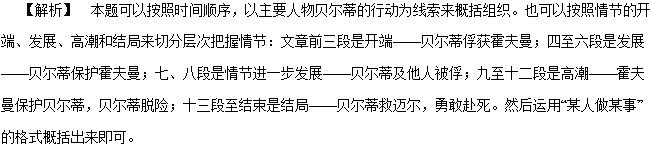 【解析】 本题可以按照时间顺序，以主要人物贝尔蒂的行动为线索来概括组织。也可以按照情节的开
端、发展、高潮和结局来切分层次把握情节：文章前三段是开端——贝尔蒂俘获霍夫曼；四至六段是发展
——贝尔蒂保护霍夫曼；七、八段是情节进一步发展——贝尔蒂及他人被俘；九至十二段是高潮——霍夫
曼保护贝尔蒂，贝尔蒂脱险；十三段至结束是结局——贝尔蒂救迈尔，勇敢赴死。然后运用“某人做某事”
的格式概括出来即可。